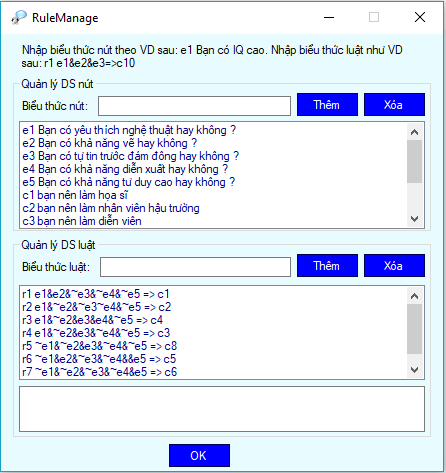 RuleManage
Nhập biểu thức nút theo VD sau: e1 Bạn có IQ cao. Nhập biểu thức luật như VD
sau: r1 e1&e2&e3=>c10
Quản lý DS nút
Biểu thức nút:
Thêm
Xóa
e1 Bạn có yêu thích nghệ thuật hay không ?
e2 Bạn có khả năng vẽ hay không ?
e3 Bạn có tự tin trước đám đông hay không ?
e4 Bạn có khả năng diễn xuất hay không ?
e5 Bạn có khả năng tư duy cao hay không ?
c1 bạn nên làm họa sĩ
c2 bạn nên làm nhân viên hậu trường
c3 bạn nên làm diễn viên
Quản lý DS luật
Biểu thức luật:
Thêm
Xóa
r1 e1&e2&~e3&~e4&~e5 => c1
r2 e1&~e2&~e3~e4&~e5 => c2
r3 e1&~e2&e3&e4&~e5 => c4
r4 e1&~e2&~e3&e4&~e5 => c3
r5 ~e1&~e2&e3&~e4&~e5 => c8
r6 ~e1&e2&~e3&~e4&&e5 => c5
r7 ~e1&~e2&~e3&~e4&e5 => c6
OK